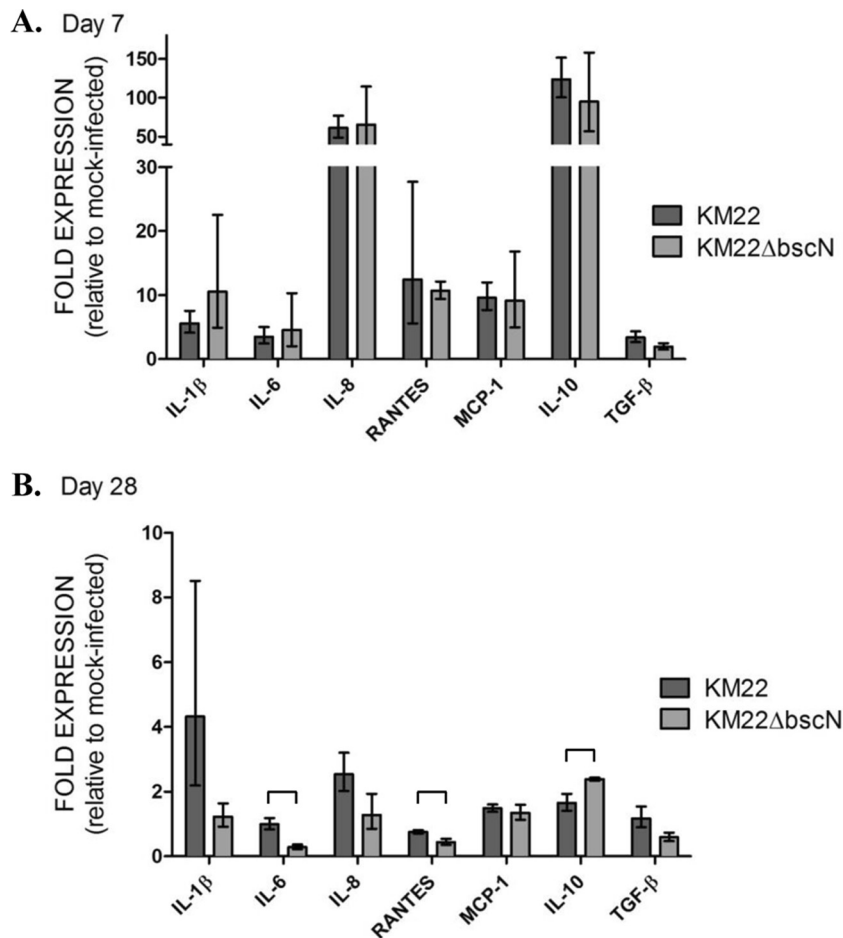 A. Day 7
FOLD EXPRESSION
(relative to mock-infected)
150
100
50
30
20
10
0
IL-1β
IL-6
IL-8
RANTES
MCP-1
IL-10
TGF-β
KM22
KM22ΔbscN
B. Day 28
FOLD EXPRESSION
(relative to mock-infected)
10
8
6
4
2
0
IL-1β
IL-6
IL-8
RANTES
MCP-1
IL-10
TGF-β
KM22
KM22ΔbscN